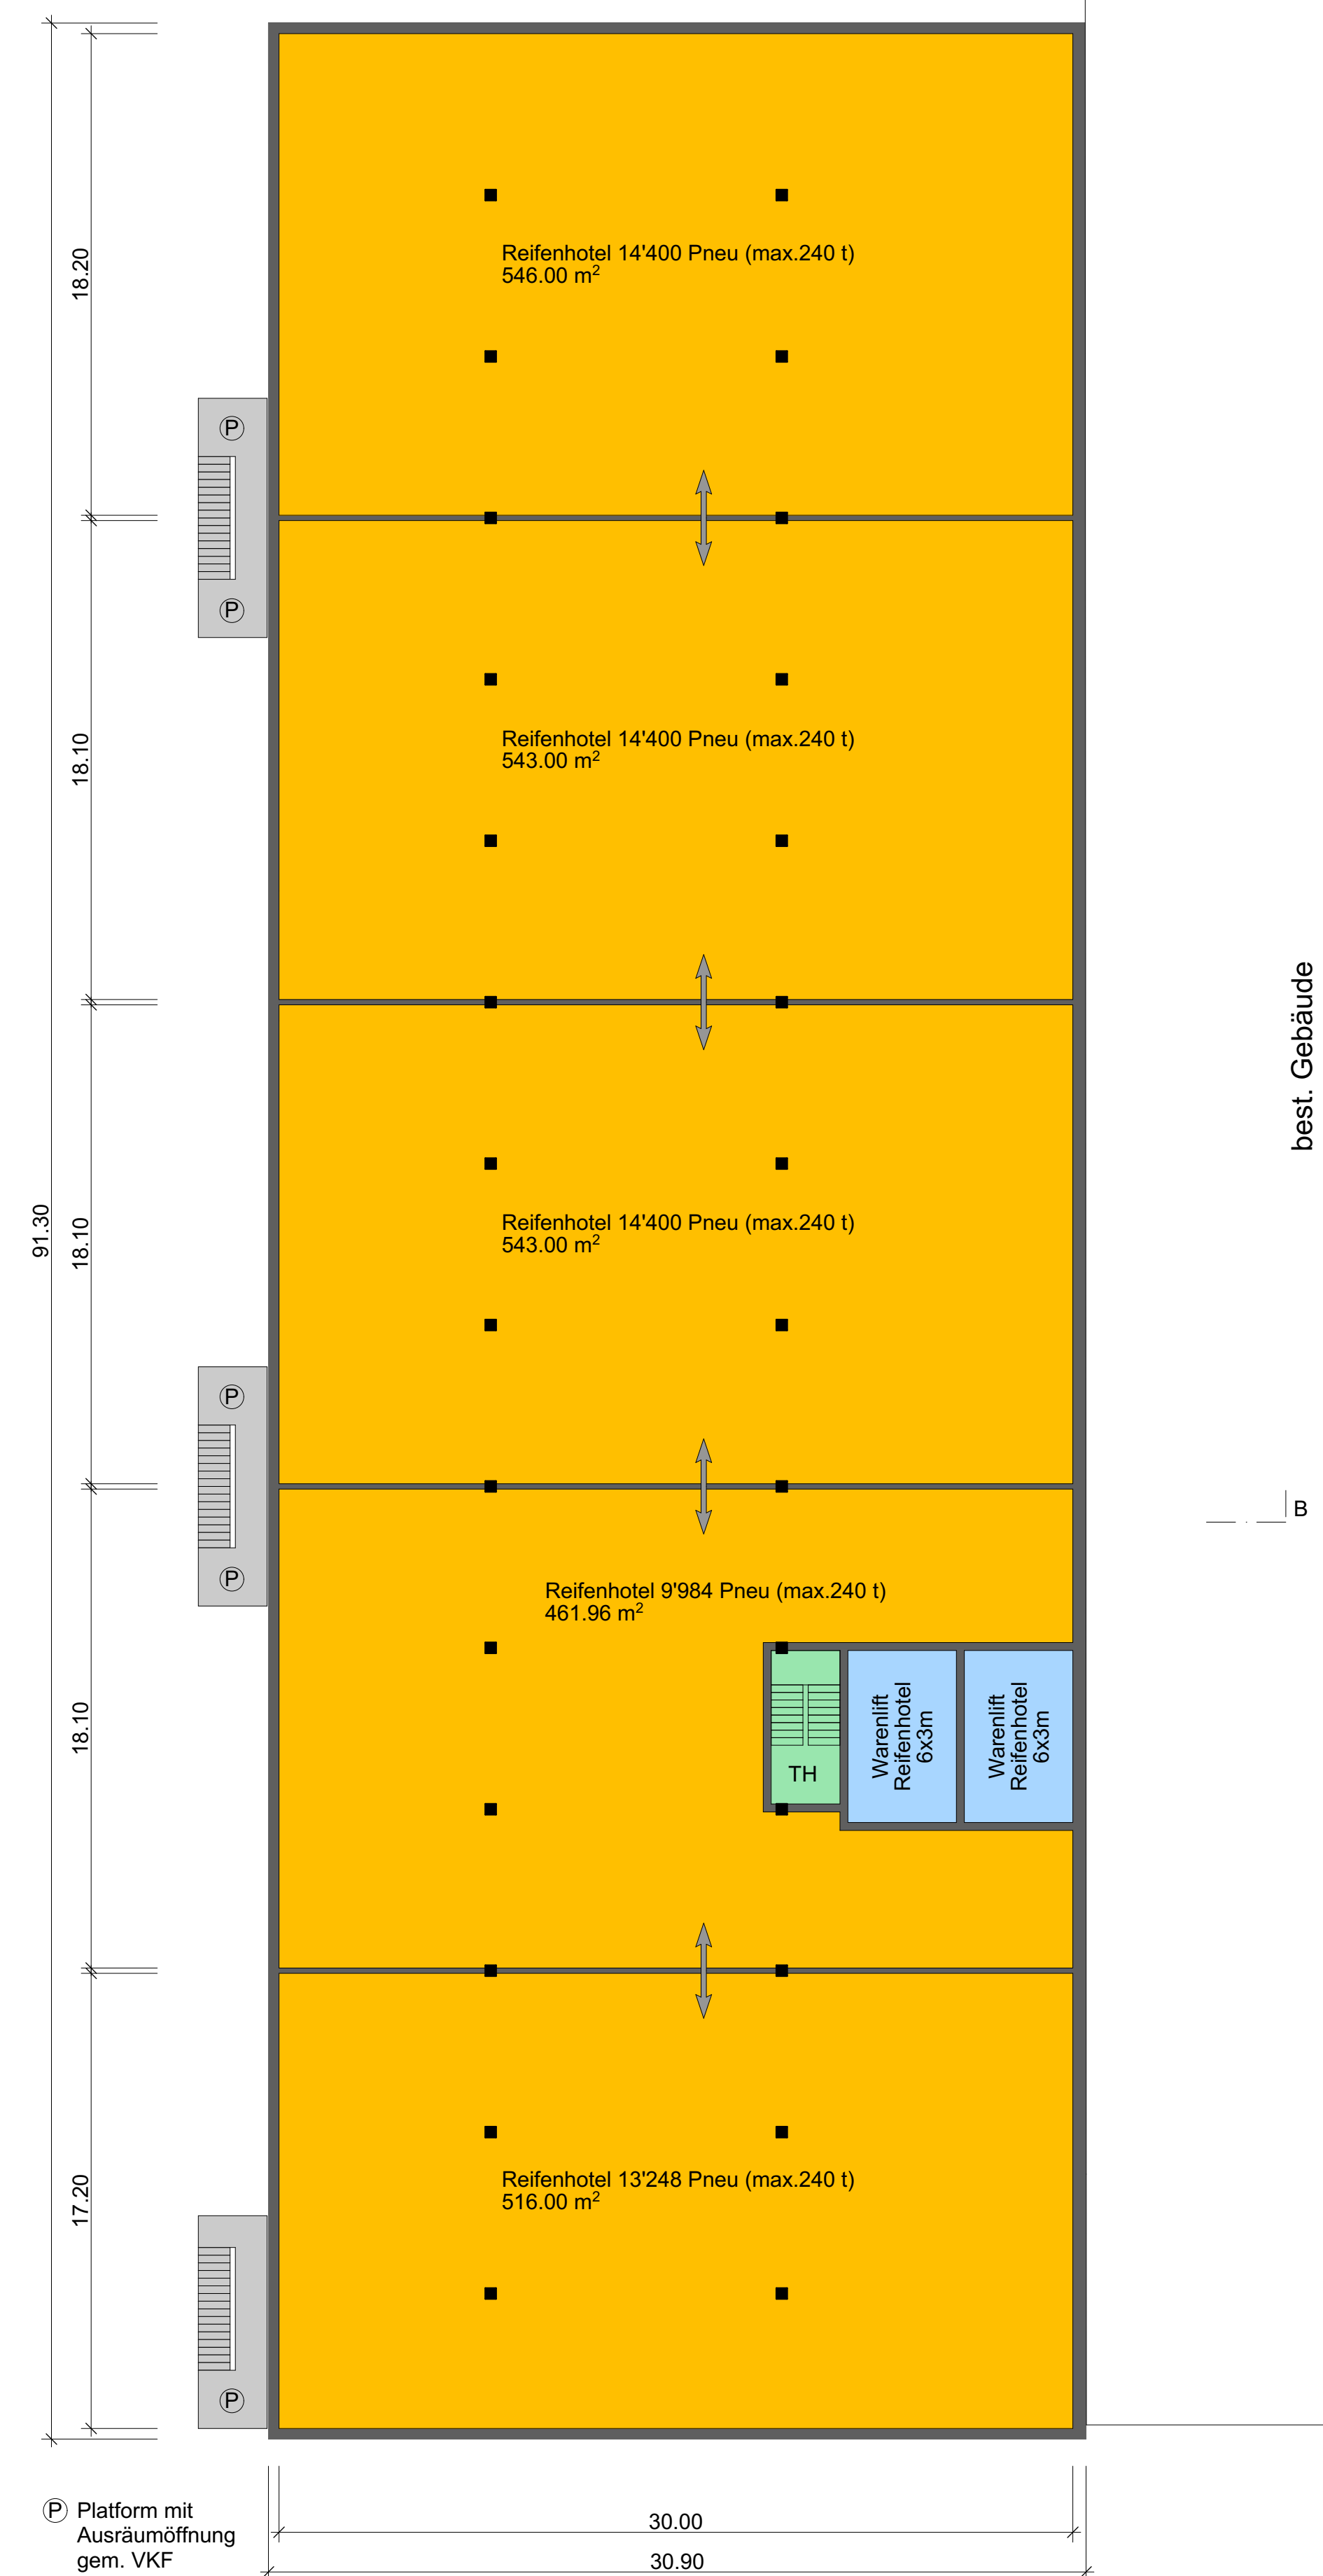 18.20
Reifenhotel 14'400 Pneu (max.240 t)
546.00 m²
P
P
18.10
Reifenhotel 14'400 Pneu (max.240 t)
543.00 m²
best. Gebäude
91.30
18.10
Reifenhotel 14'400 Pneu (max.240 t)
543.00 m²
P
B
P
Reifenhotel 9'984 Pneu (max.240 t)
461.96 m²
18.10
TH
Warenlift
Reifenhotel
6x3m
Warenlift
Reifenhotel
6x3m
17.20
Reifenhotel 13'248 Pneu (max.240 t)
516.00 m²
P
P Platform mit
Ausräumöffnung
gem. VKF
30.00
30.90